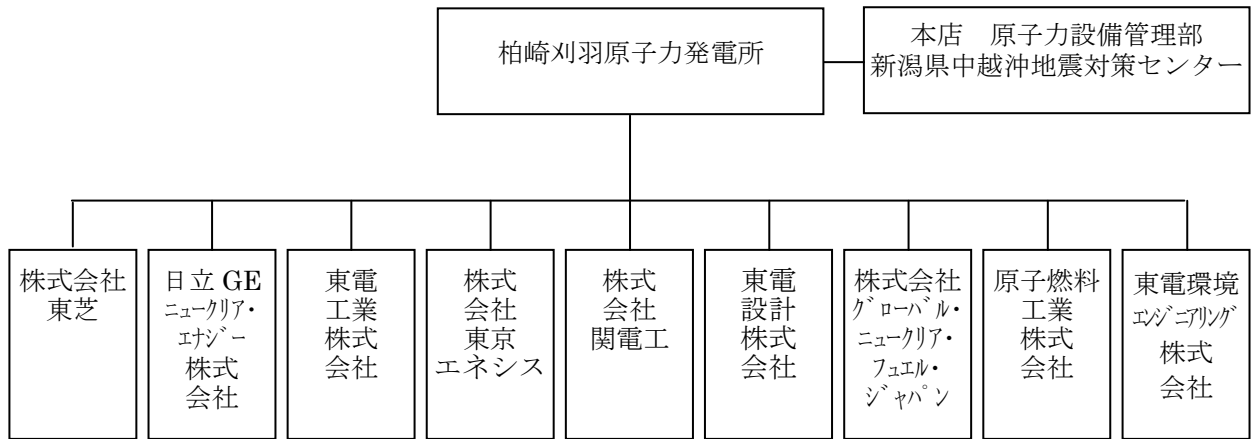 柏崎刈羽原子力発電所
本店　原子力設備管理部
新潟県中越沖地震対策センター
株式会社
東芝
日立 GE
ニュークリア・
エナジー
株式
会社
東電
工業
株式
会社
株式
会社
東京
エネシス
株式
会社
関電工
東電
設計
株式
会社
株式会社
グローバル・
ニュークリア・
フュエル・
ジャパン
原子燃料
工業
株式
会社
東電環境
エンジニアリング
株式
会社